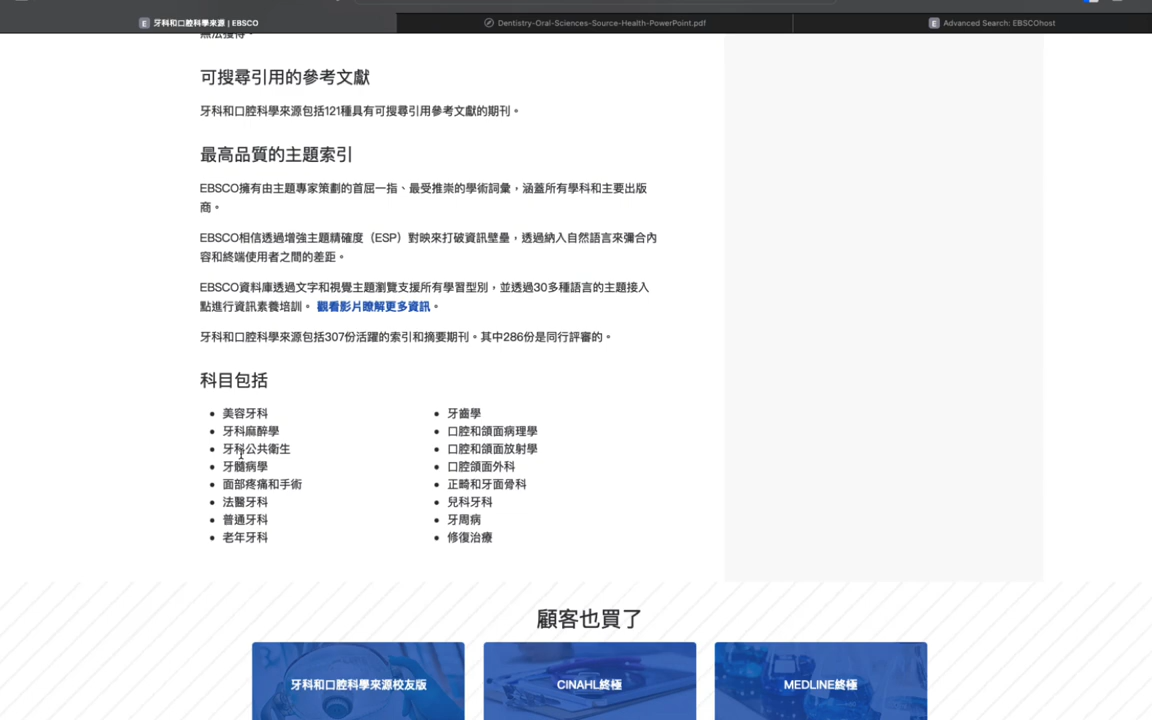 牙科和口腔科學來源 | EBSCO
Dentistry-Oral-Sciences-Source-Health-PowerPoint.pdf
Advanced Search: EBSCOhost
無法獲得。
可搜尋引用的參考文獻
牙科和口腔科學來源包括121種具有可搜尋引用參考文獻的期刊。
最高品質的主題索引
EBSCO擁有由主題專家策劃的首屈一指、最受推崇的學術詞彙，涵蓋所有學科和主要出版
商。
EBSCO相信透過增強主題精確度（ESP）對映來打破資訊壁壘，透過納入自然語言來彌合內
容和終端使用者之間的差距。
EBSCO資料庫透過文字和視覺主題瀏覽支援所有學習型別，並透過30多種語言的主題接入
點進行資訊素養培訓。 觀看影片瞭解更多資訊。
牙科和口腔科學來源包括307份活躍的索引和摘要期刊。其中286份是同行評審的。
科目包括
美容牙科
牙科麻醉學
牙科公共衛生
牙髓病學
面部疼痛和手術
法醫牙科
普通牙科
老年牙科
牙齒學
口腔和頜面病理學
口腔和頜面放射學
口腔頜面外科
正畸和牙面骨科
兒科牙科
牙周病
修復治療
顧客也買了
牙科和口腔科學來源校友版
CINAHL終極
MEDLINE終極